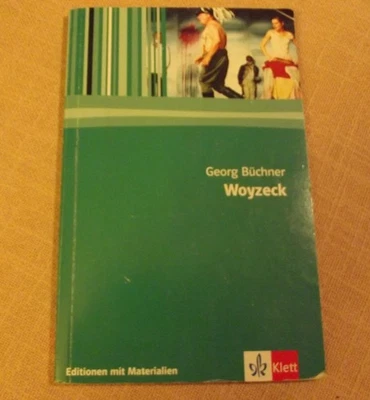 Georg Büchner
Woyzeck
Editionen mit Materialien
Klett